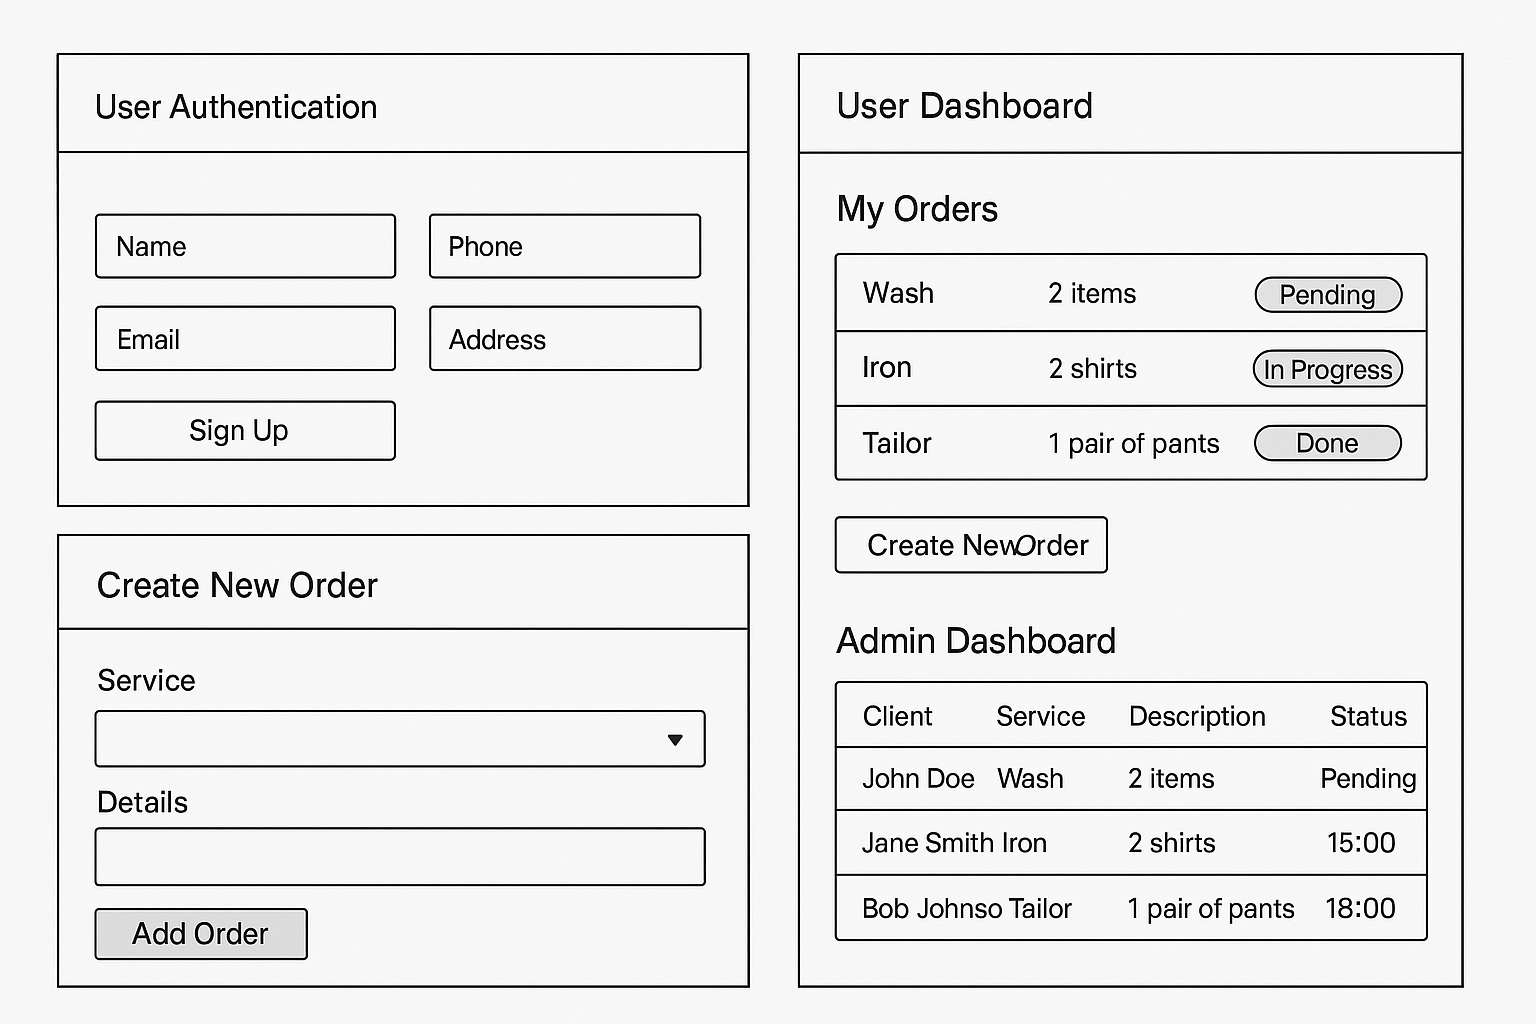 User Authentication
Name
Phone
Email
Address
Sign Up
Create New Order
Service
Details
Add Order
User Dashboard
My Orders
Wash 2 items Pending
Iron 2 shirts In Progress
Tailor 1 pair of pants Done
Create NewOrder
Admin Dashboard
Client Service Description Status
John Doe Wash 2 items Pending
Jane Smith Iron 2 shirts 15:00
Bob Johnso Tailor 1 pair of pants 18:00